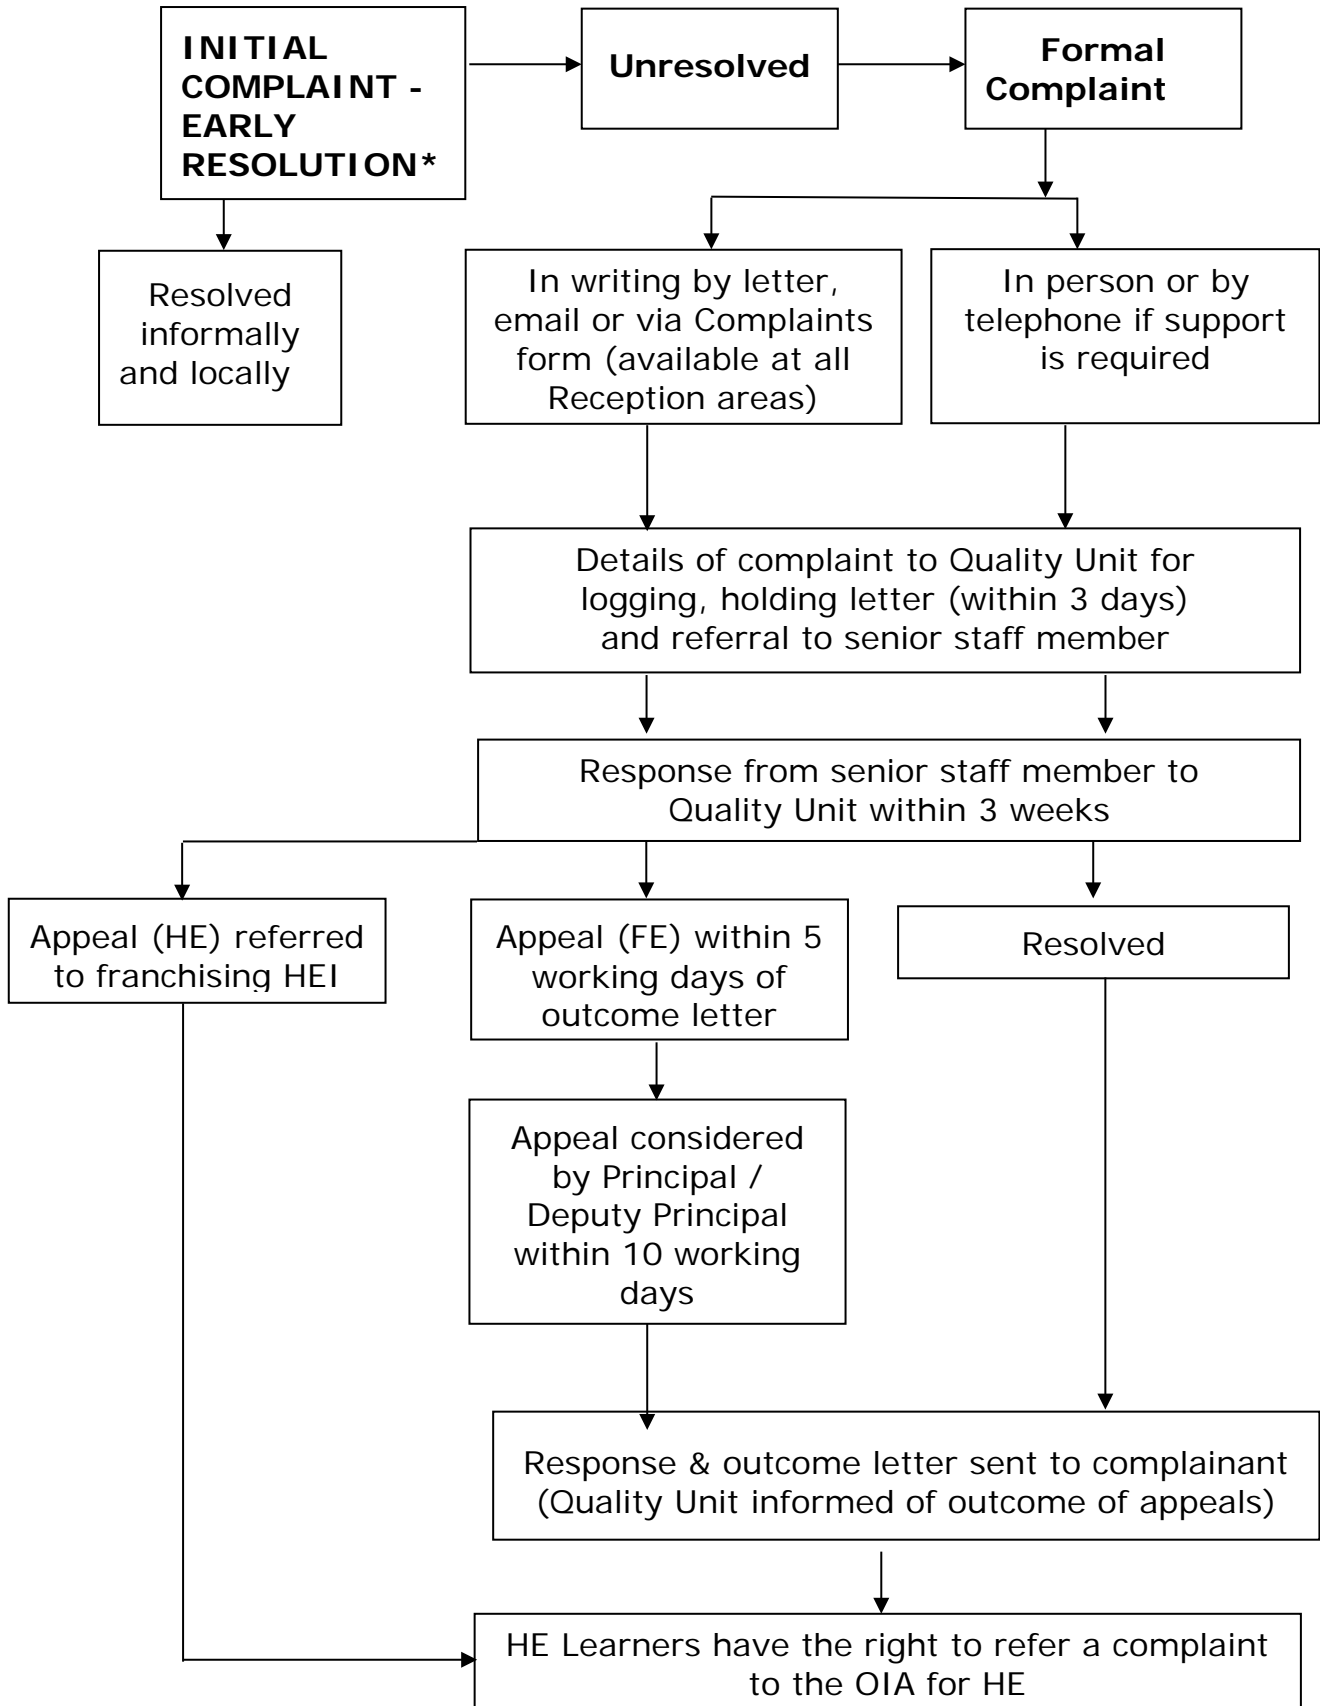 INITIAL
COMPLAINT -
EARLY
RESOLUTION*
Unresolved
Formal
Complaint
Resolved
informally
and locally
In writing by letter,
email or via Complaints
form (available at all
Reception areas)
In person or by
telephone if support
is required
Details of complaint to Quality Unit for
logging, holding letter (within 3 days)
and referral to senior staff member
Response from senior staff member to
Quality Unit within 3 weeks
Appeal (HE) referred
to franchising HEI
Appeal (FE) within 5
working days of
outcome letter
Resolved
Appeal considered
by Principal /
Deputy Principal
within 10 working
days
Response & outcome letter sent to complainant
(Quality Unit informed of outcome of appeals)
HE Learners have the right to refer a complaint
to the OIA for HE